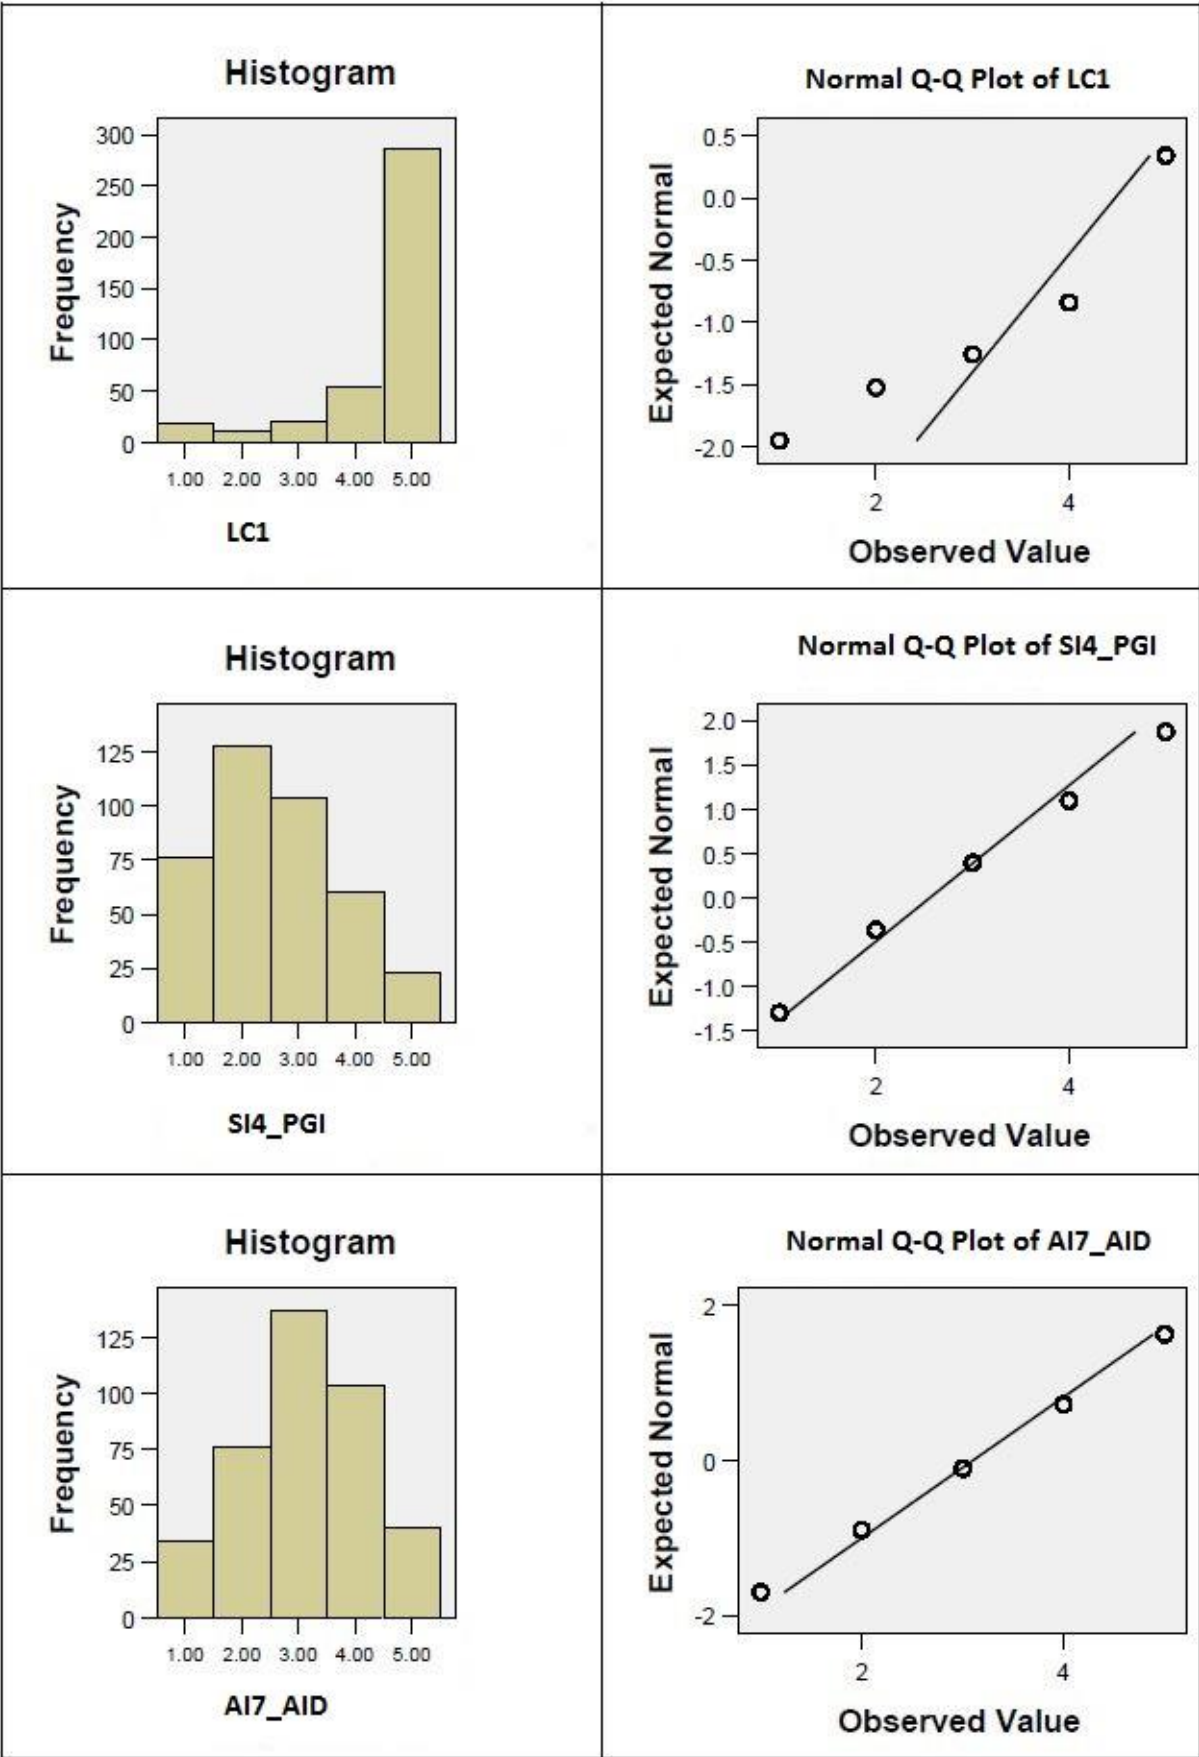 Histogram
Frequency
300
250
200
150
100
50
0
1.00 2.00 3.00 4.00 5.00
LC1
Normal Q-Q Plot of LC1
Expected Normal
0.5
0.0
-0.5
-1.0
-1.5
-2.0
2 4
Observed Value
Histogram
Frequency
125
100
75
50
25
0
1.00 2.00 3.00 4.00 5.00
SI4_PGI
Normal Q-Q Plot of SI4_PGI
Expected Normal
2.0
1.5
1.0
0.5
0.0
-0.5
-1.0
-1.5
2 4
Observed Value
Histogram
Frequency
125
100
75
50
25
0
1.00 2.00 3.00 4.00 5.00
AI7_AID
Normal Q-Q Plot of AI7_AID
Expected Normal
2
0
-2
2 4
Observed Value